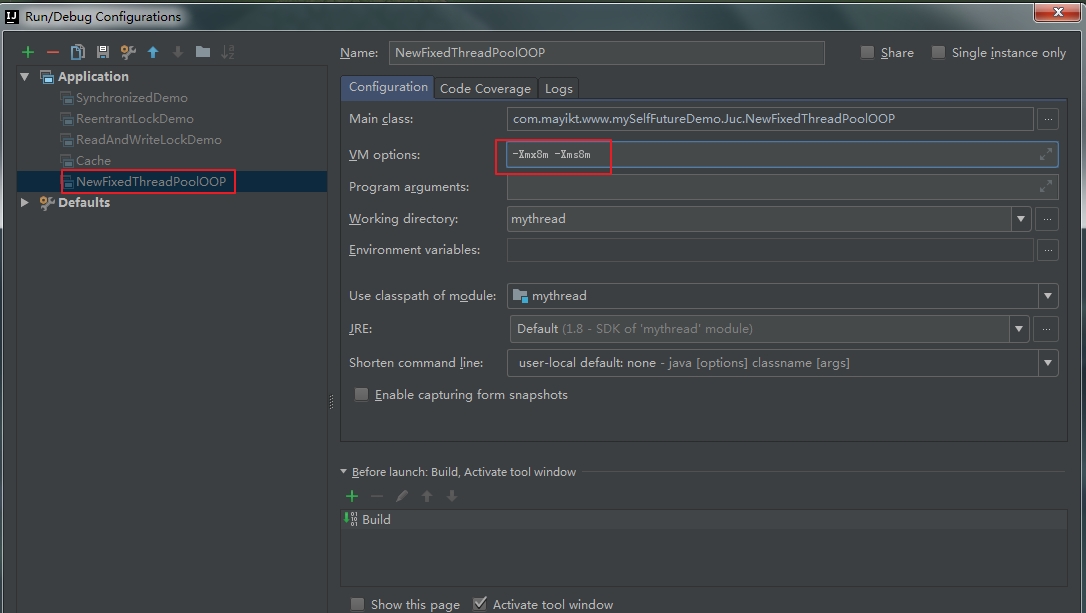 IJ Run/Debug Configurations
Name: NewFixedThreadPoolOOP Share Single instance only
Application
SynchronizedDemo
ReentrantLockDemo
ReadAndWriteLockDemo
Cache
NewFixedThreadPoolOOP
Defaults
Configuration Code Coverage Logs
Main class: com.mayikt.www.mySelfFutureDemo.Juc.NewFixedThreadPoolOOP ...
VM options: -Xmx8m -Xms8m
Program arguments:
Working directory: mythread ...
Environment variables: ...
Use classpath of module: mythread
JRE: Default (1.8 - SDK of 'mythread' module) ...
Shorten command line: user-local default: none - java [options] classname [args]
Enable capturing form snapshots
Before launch: Build, Activate tool window
Build
Show this page Activate tool window